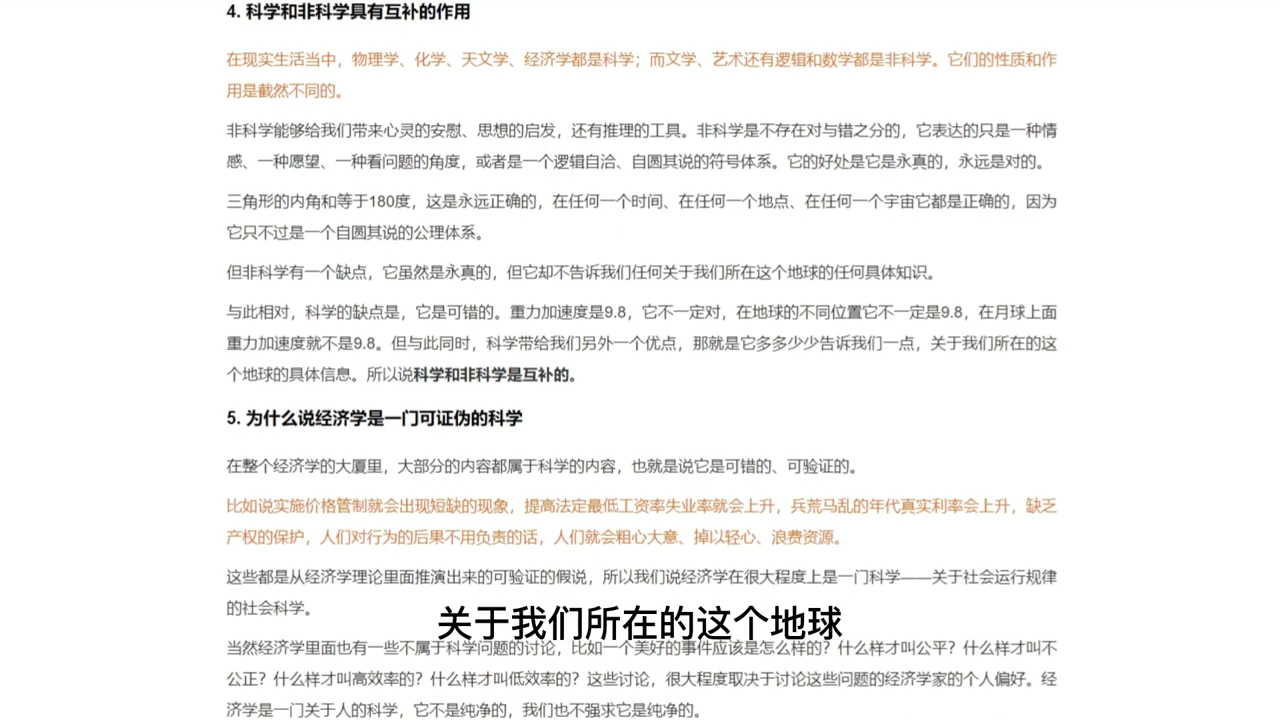 4. 科学和非科学具有互补的作用
在现实生活当中，物理学、化学、天文学、经济学都是科学；而文学、艺术还有逻辑和数学都是非科学。它们的性质和作
用是截然不同的。
非科学能够给我们带来心灵的安慰、思想的启发，还有推理的工具。非科学是不存在对与错之分的，它表达的只是一种情
感、一种愿望、一种看问题的角度，或者是一个逻辑自洽、自圆其说的符号体系。它的好处是它是永真的，永远是对的。
三角形的内角和等于180度，这是永远正确的，在任何一个时间、在任何一个地点、在任何一个宇宙它都是正确的，因为
它只不过是一个自圆其说的公理体系。
但非科学有一个缺点，它虽然是永真的，但它却不告诉我们任何关于我们所在这个地球的任何具体知识。
与此相对，科学的缺点是，它是可错的。重力加速度是9.8，它不一定对，在地球的不同位置它不一定是9.8，在月球上面
重力加速度就不是9.8。但与此同时，科学带给我们另外一个优点，那就是它多多少少告诉我们一点，关于我们所在的这
个地球的具体信息。所以说科学和非科学是互补的。
5. 为什么说经济学是一门可证伪的科学
在整个经济学的大厦里，大部分的内容都属于科学的内容，也就是说它是可错的、可验证的。
比如说实施价格管制就会出现短缺的现象，提高法定最低工资率失业率就会上升，兵荒马乱的年代真实利率会上升，缺乏
产权的保护，人们对行为的后果不用负责的话，人们就会粗心大意、掉以轻心、浪费资源。
这些都是从经济学理论里面推演出来的可验证的假说，所以我们说经济学在很大程度上是一门科学——关于社会运行规律
的社会科学。
关于我们所在的这个地球
当然经济学里面也有一些不属于科学问题的讨论，比如一个美好的事件应该是怎么样的？什么样才叫公平？什么样才叫不
公正？什么样才叫高效率的？什么样才叫低效率的？这些讨论，很大程度取决于讨论这些问题的经济学家的个人偏好。经
济学是一门关于人的科学，它不是纯净的，我们也不强求它是纯净的。